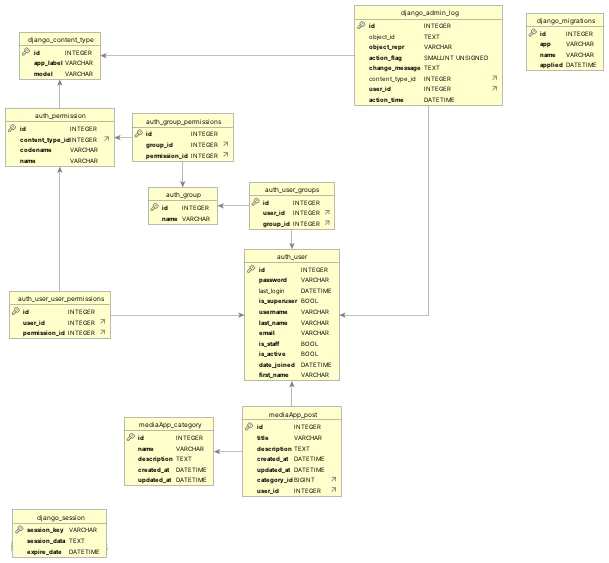 django_admin_log
id INTEGER
object_id TEXT
object_repr VARCHAR
action_flag SMALLINT UNSIGNED
change_message TEXT
content_type_id INTEGER
user_id INTEGER
action_time DATETIME
django_migrations
id INTEGER
app VARCHAR
name VARCHAR
applied DATETIME
django_content_type
id INTEGER
app_label VARCHAR
model VARCHAR
auth_permission
id INTEGER
content_type_id INTEGER
codename VARCHAR
name VARCHAR
auth_group_permissions
id INTEGER
group_id INTEGER
permission_id INTEGER
auth_group
id INTEGER
name VARCHAR
auth_user_groups
id INTEGER
user_id INTEGER
group_id INTEGER
auth_user
id INTEGER
password VARCHAR
last_login DATETIME
is_superuser BOOL
username VARCHAR
last_name VARCHAR
email VARCHAR
is_staff BOOL
is_active BOOL
date_joined DATETIME
first_name VARCHAR
auth_user_user_permissions
id INTEGER
user_id INTEGER
permission_id INTEGER
mediaApp_category
id INTEGER
name VARCHAR
description TEXT
created_at DATETIME
updated_at DATETIME
mediaApp_post
id INTEGER
title VARCHAR
description TEXT
created_at DATETIME
updated_at DATETIME
category_id BIGINT
user_id INTEGER
django_session
session_key VARCHAR
session_data TEXT
expire_date DATETIME